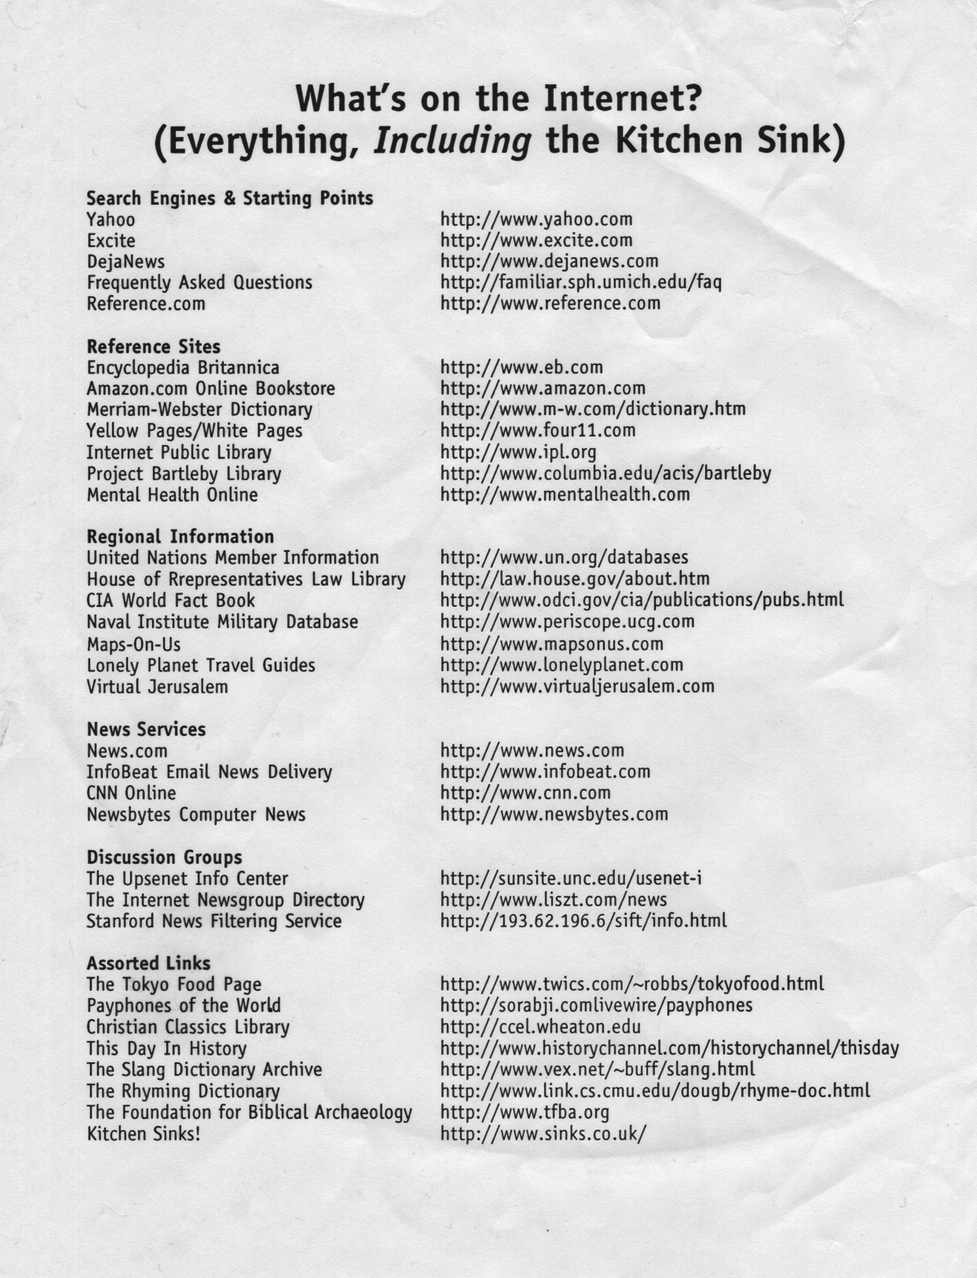 What's on the Internet?
(Everything, Including the Kitchen Sink)
Search Engines & Starting Points
Yahoo http://www.yahoo.com
Excite http://www.excite.com
DejaNews http://www.dejanews.com
Frequently Asked Questions http://familiar.sph.umich.edu/faq
Reference.com http://www.reference.com
Reference Sites
Encyclopedia Britannica http://www.eb.com
Amazon.com Online Bookstore http://www.amazon.com
Merriam-Webster Dictionary http://www.m-w.com/dictionary.htm
Yellow Pages/White Pages http://www.four11.com
Internet Public Library http://www.ipl.org
Project Bartleby Library http://www.columbia.edu/acis/bartleby
Mental Health Online http://www.mentalhealth.com
Regional Information
United Nations Member Information http://www.un.org/databases
House of Rrepresentatives Law Library http://law.house.gov/about.htm
CIA World Fact Book http://www.odci.gov/cia/publications/pubs.html
Naval Institute Military Database http://www.periscope.ucg.com
Maps-On-Us http://www.mapsonus.com
Lonely Planet Travel Guides http://www.lonelyplanet.com
Virtual Jerusalem http://www.virtualjerusalem.com
News Services
News.com http://www.news.com
InfoBeat Email News Delivery http://www.infobeat.com
CNN Online http://www.cnn.com
Newsbytes Computer News http://www.newsbytes.com
Discussion Groups
The Upsenet Info Center http://sunsite.unc.edu/usenet-i
The Internet Newsgroup Directory http://www.liszt.com/news
Stanford News Filtering Service http://193.62.196.6/sift/info.html
Assorted Links
The Tokyo Food Page http://www.twics.com/~robbs/tokyofood.html
Payphones of the World http://sorabji.comlivewire/payphones
Christian Classics Library http://ccel.wheaton.edu
This Day In History http://www.historychannel.com/historychannel/thisday
The Slang Dictionary Archive http://www.vex.net/~buff/slang.html
The Rhyming Dictionary http://www.link.cs.cmu.edu/dougb/rhyme-doc.html
The Foundation for Biblical Archaeology http://www.tfba.org
Kitchen Sinks! http://www.sinks.co.uk/